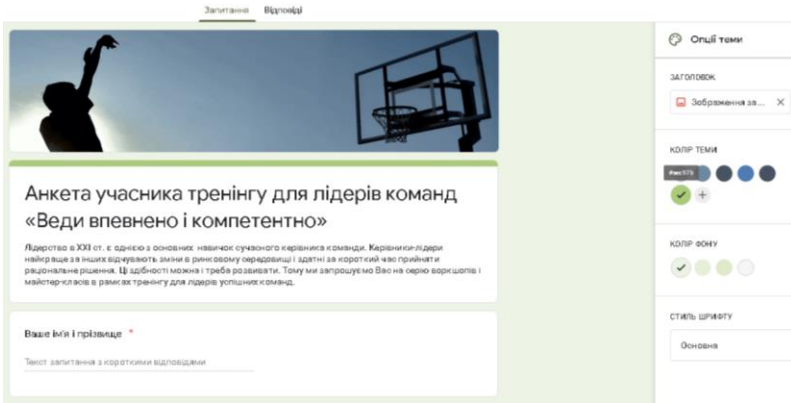 Запитання Відповіді
Опції теми
ЗАГОЛОВОК
Зображення за...
КОЛІР ТЕМИ
Анкета учасника тренінгу для лідерів команд
«Веди впевнено і компетентно»
Лідерство в XXI ст. є однією з основних навичок сучасного керівника команди. Керівники-лідери
найкраще за інших відчувають зміни в ринковому середовищі і здатні за короткий час прийняти
раціональне рішення. Ці здібності можна і треба розвивати. Тому ми запрошуємо Вас на серію воркшопів і
майстер-класів в рамках тренінгу для лідерів успішних команд.
КОЛІР ФОНУ
СТИЛЬ ШРИФТУ
Основна
Ваше ім'я і прізвище *
Текст запитання з короткими відповідями